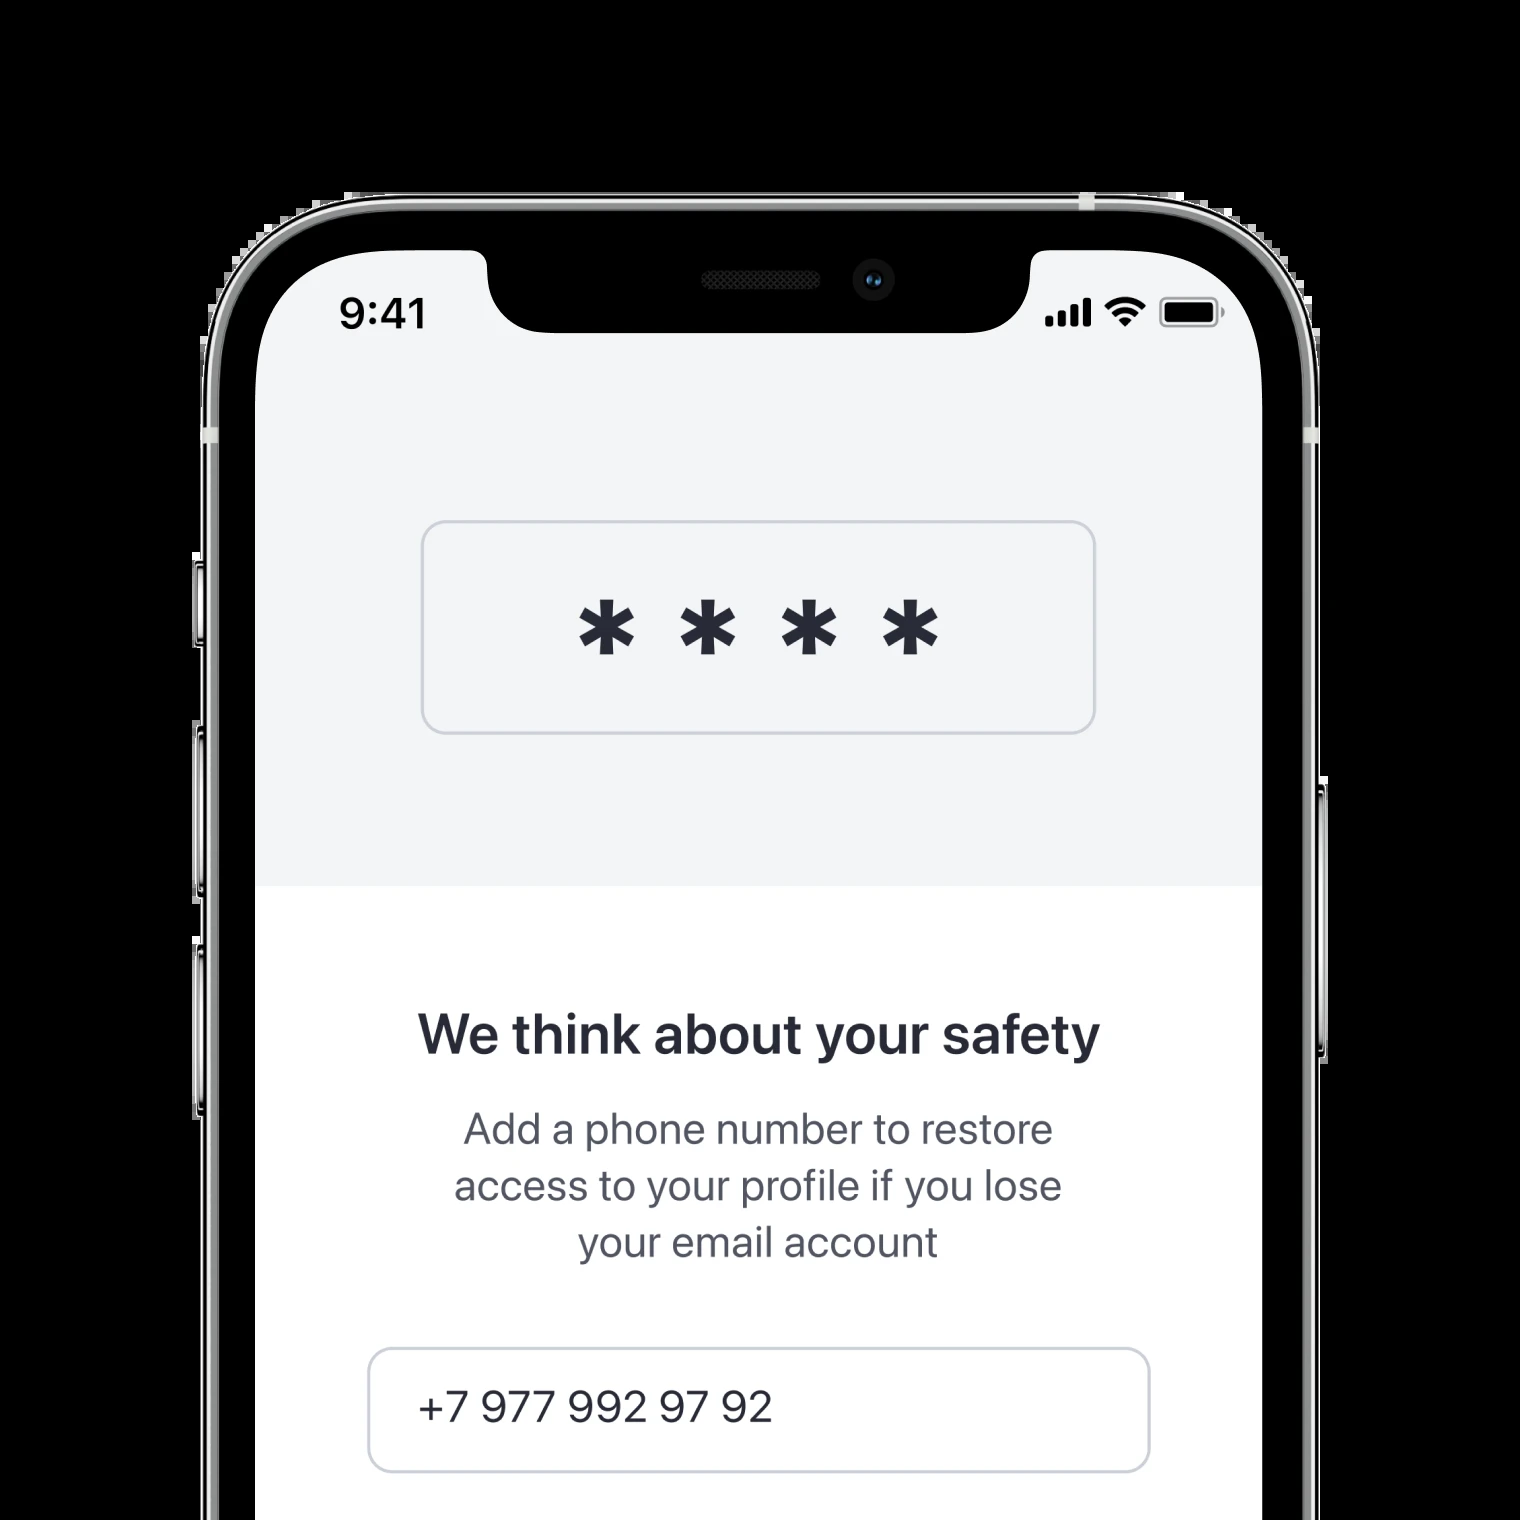 9:41
✱ ✱ ✱ ✱
We think about your safety
Add a phone number to restore
access to your profile if you lose
your email account
+7 977 992 97 92